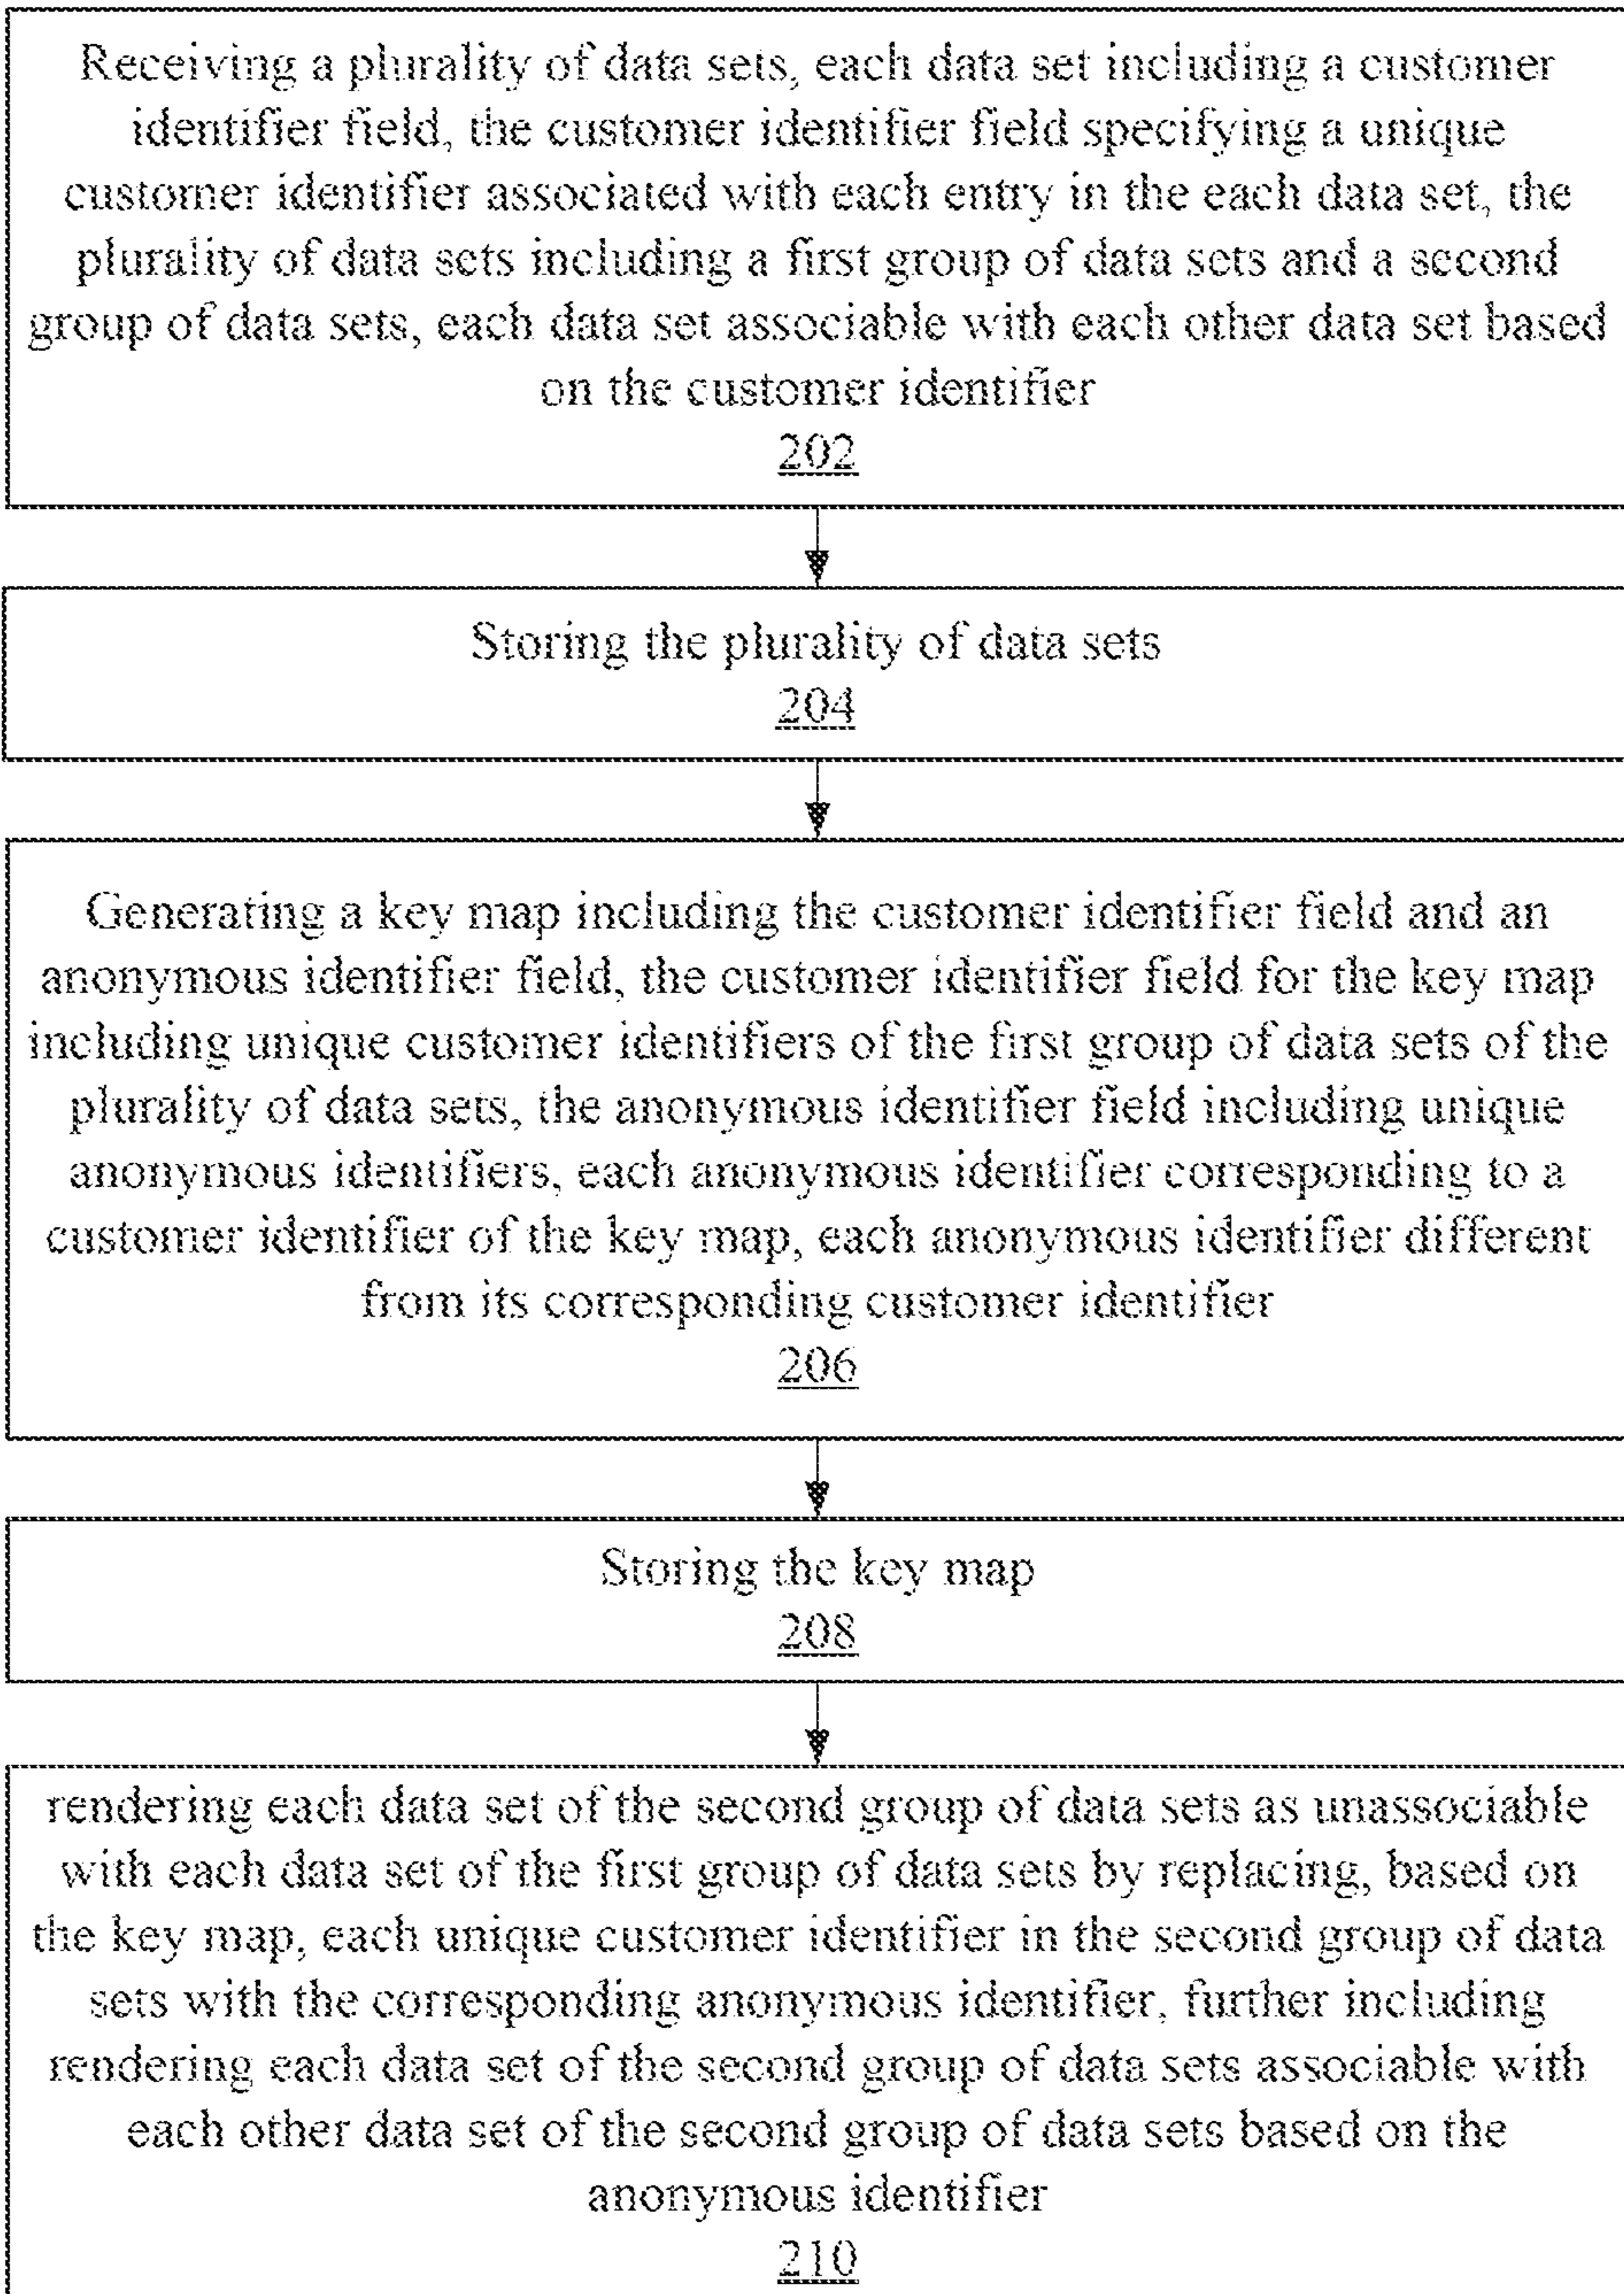 Receiving a plurality of data sets, each data set including a customer
identifier field, the customer identifier field specifying a unique
customer identifier associated with each entry in the each data set, the
plurality of data sets including a first group of data sets and a second
group of data sets, each data set associable with each other data set based
on the customer identifier
202
Storing the plurality of data sets
204
Generating a key map including the customer identifier field and an
anonymous identifier field, the customer identifier field for the key map
including unique customer identifiers of the first group of data sets of the
plurality of data sets, the anonymous identifier field including unique
anonymous identifiers, each anonymous identifier corresponding to a
customer identifier of the key map, each anonymous identifier different
from its corresponding customer identifier
206
Storing the key map
208
rendering each data set of the second group of data sets as unassociable
with each data set of the first group of data sets by replacing, based on
the key map, each unique customer identifier in the second group of data
sets with the corresponding anonymous identifier, further including
rendering each data set of the second group of data sets associable with
each other data set of the second group of data sets based on the
anonymous identifier
210